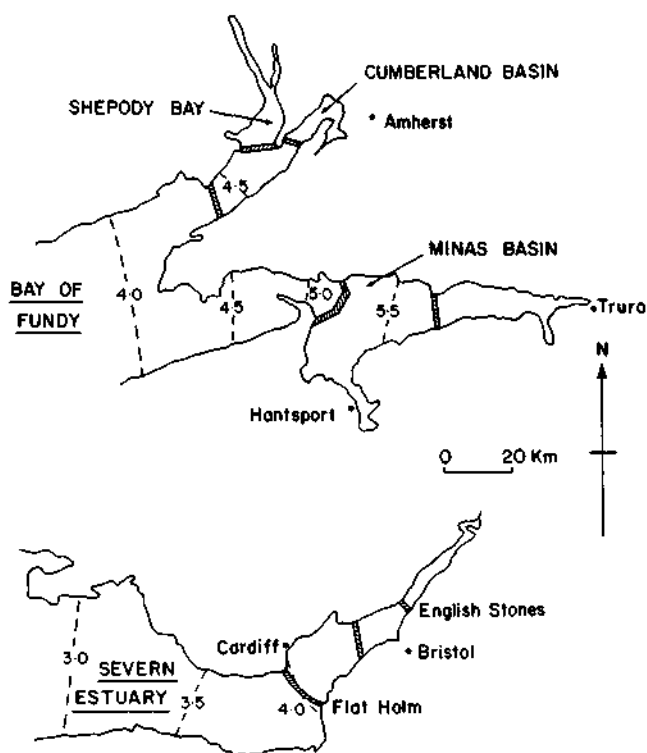 CUMBERLAND BASIN
SHEPODY BAY
Amherst
4·5
MINAS BASIN
BAY OF
FUNDY
4·0
4·5
5·0
5·5
Truro
N
Hantsport
0 20 Km
English Stones
Cardiff
Bristol
3·0
SEVERN
ESTUARY
3·5
4·0
Flat Holm